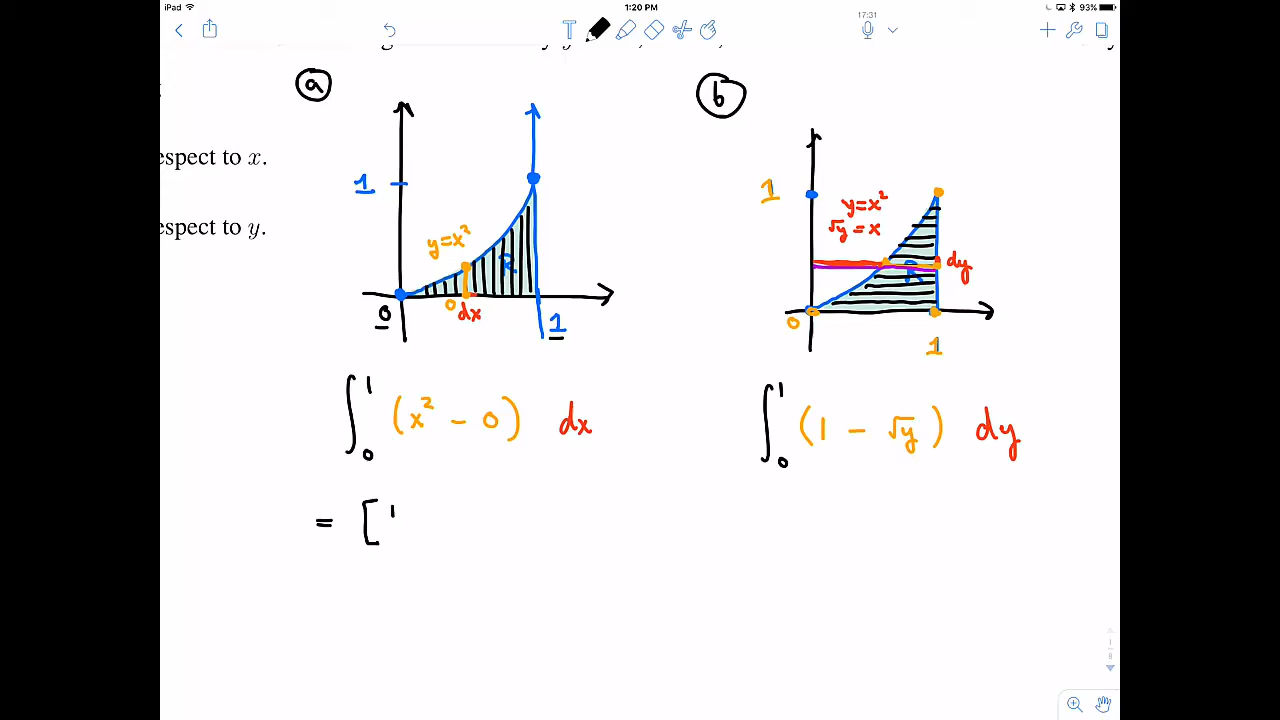 iPad 1:20 PM 93%
17:31
T
espect to x.
espect to y.
a
1
y=x²
R
0
0
dx
1
∫₀¹ (x² − 0) dx
= [ 1
b
1
y=x²
√y = x
R
dy
0
1
∫₀¹ (1 − √y) dy